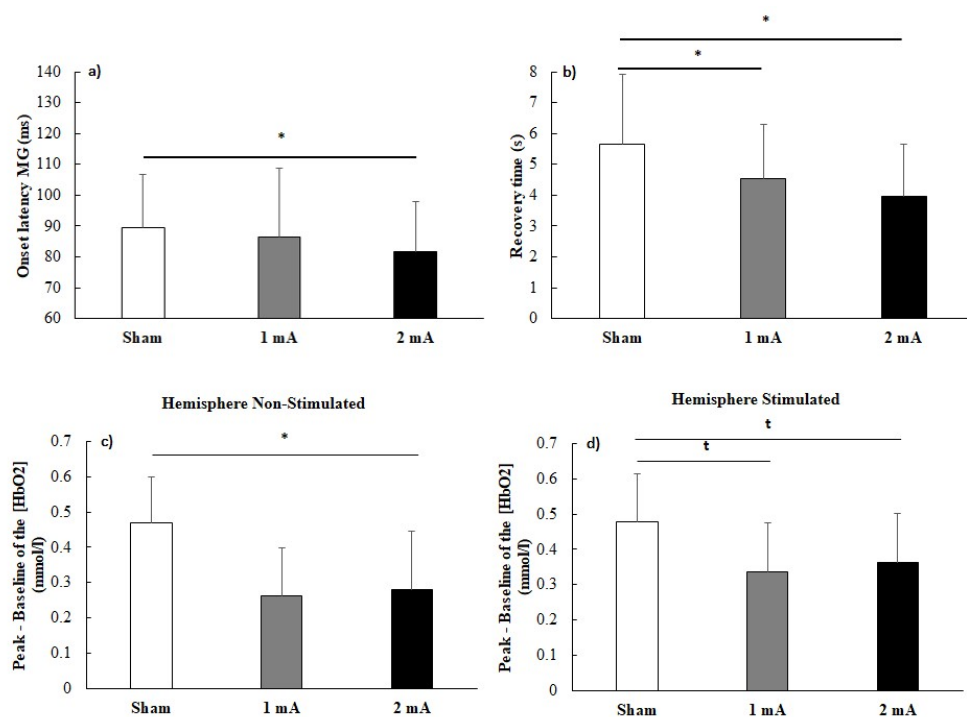 a)
*
Onset latency MG (ms)
140
130
120
110
100
90
80
70
60
Sham 1 mA 2 mA
*
*
b)
Recovery time (s)
8
7
6
5
4
3
2
1
0
Sham 1 mA 2 mA
Hemisphere Non-Stimulated
c)
*
Peak - Baseline of the [HbO2]
(mmol/l)
0.7
0.6
0.5
0.4
0.3
0.2
0.1
0
Sham 1 mA 2 mA
Hemisphere Stimulated
d)
t
t
Peak - Baseline of the [HbO2]
(mmol/l)
0.7
0.6
0.5
0.4
0.3
0.2
0.1
0
Sham 1 mA 2 mA